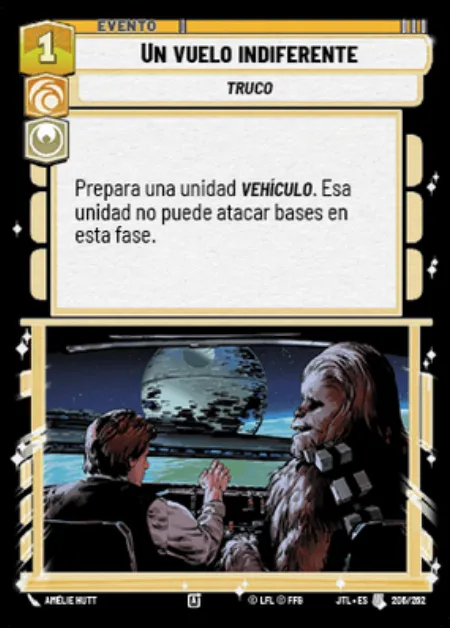 EVENTO
1
UN VUELO INDIFERENTE
TRUCO
Prepara una unidad VEHÍCULO. Esa
unidad no puede atacar bases en
esta fase.
AMÉLIE HUTT
A
© LFL © FFG
JTL • ES
206/262